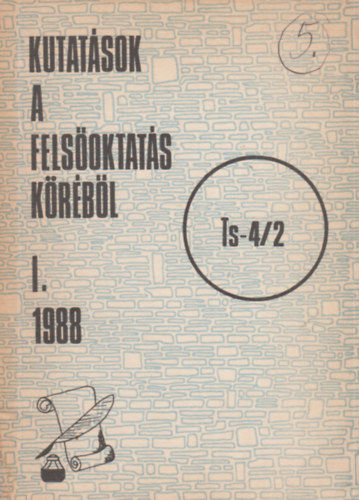 5.
KUTATÁSOK
A
FELSŐOKTATÁS
KÖRÉBŐL
Ts-4/2
I.
1988